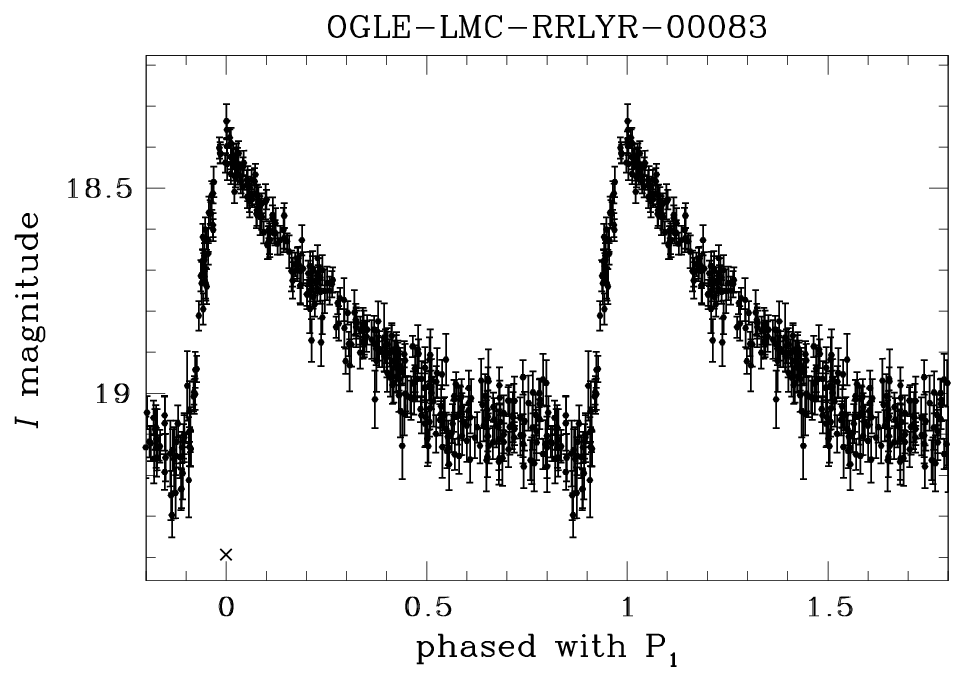 OGLE-LMC-RRLYR-00083
I magnitude
18.5
19
0 0.5 1 1.5
phased with P₁